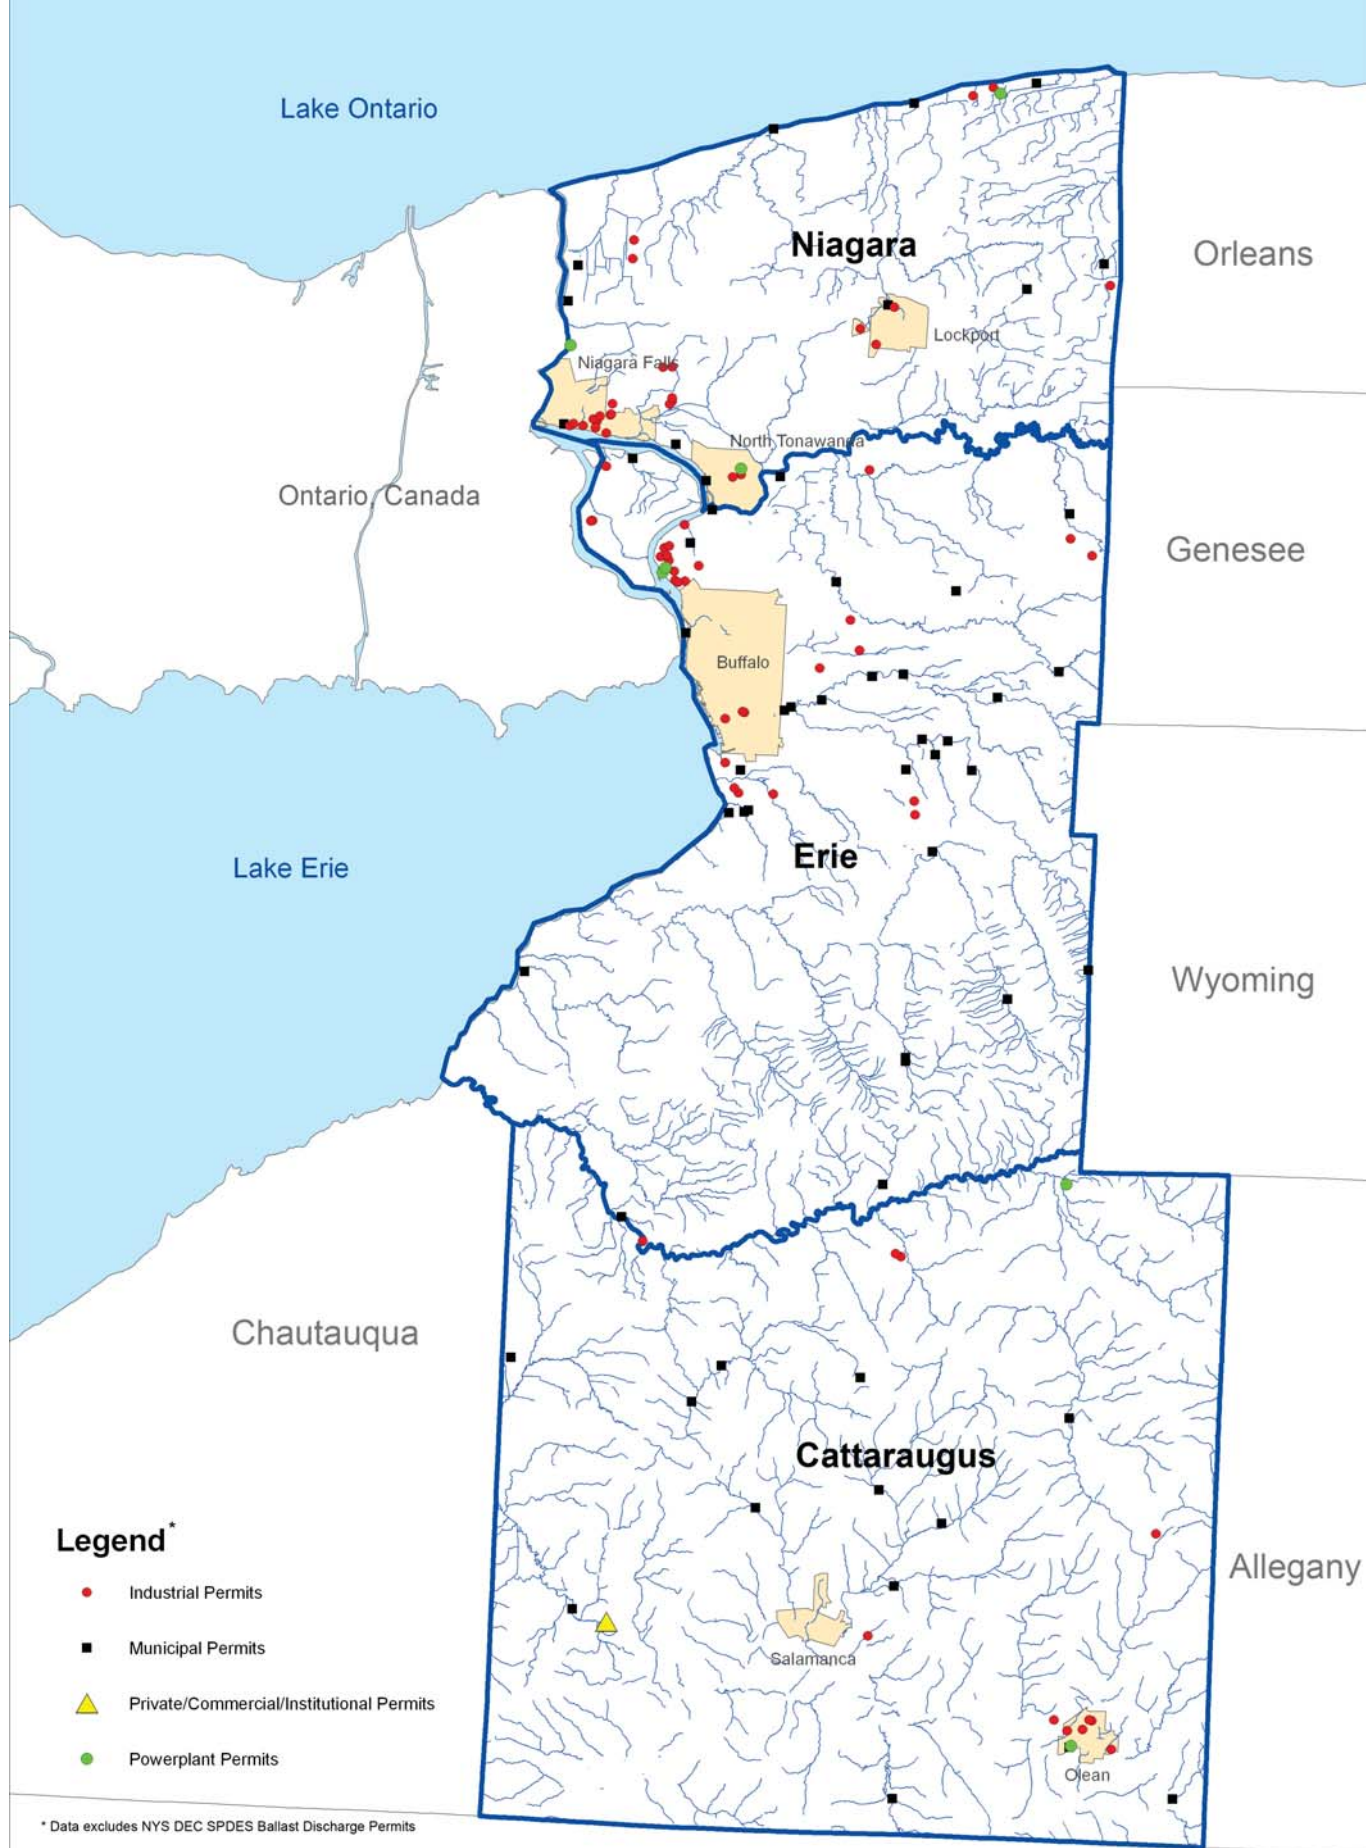 Lake Ontario
Niagara
Orleans
Lockport
Niagara Falls
North Tonawanda
Ontario, Canada
Genesee
Buffalo
Erie
Lake Erie
Wyoming
Chautauqua
Cattaraugus
Allegany
Salamanca
Olean
Legend*
Industrial Permits
Municipal Permits
Private/Commercial/Institutional Permits
Powerplant Permits
* Data excludes NYS DEC SPDES Ballast Discharge Permits